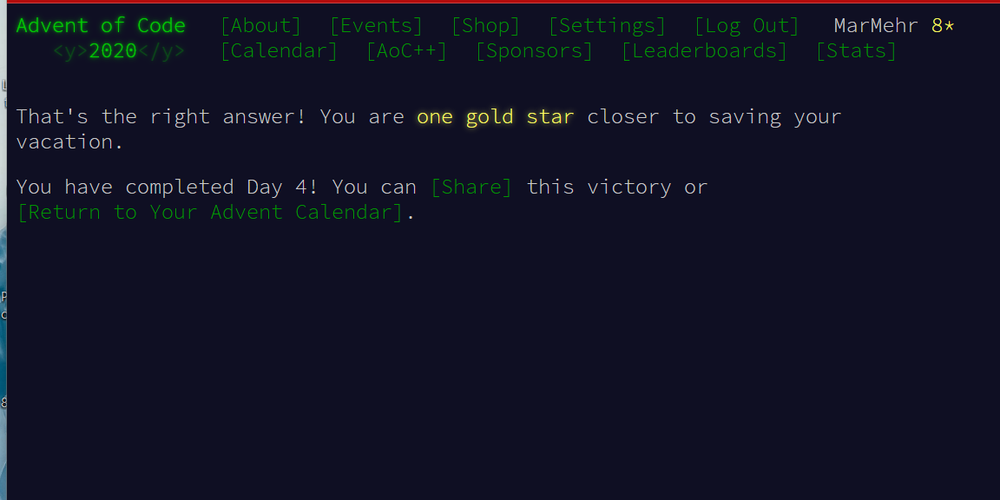 Advent of Code [About] [Events] [Shop] [Settings] [Log Out] MarMehr 8*
<y>2020</y> [Calendar] [AoC++] [Sponsors] [Leaderboards] [Stats]
That's the right answer! You are one gold star closer to saving your
vacation.
You have completed Day 4! You can [Share] this victory or
[Return to Your Advent Calendar].